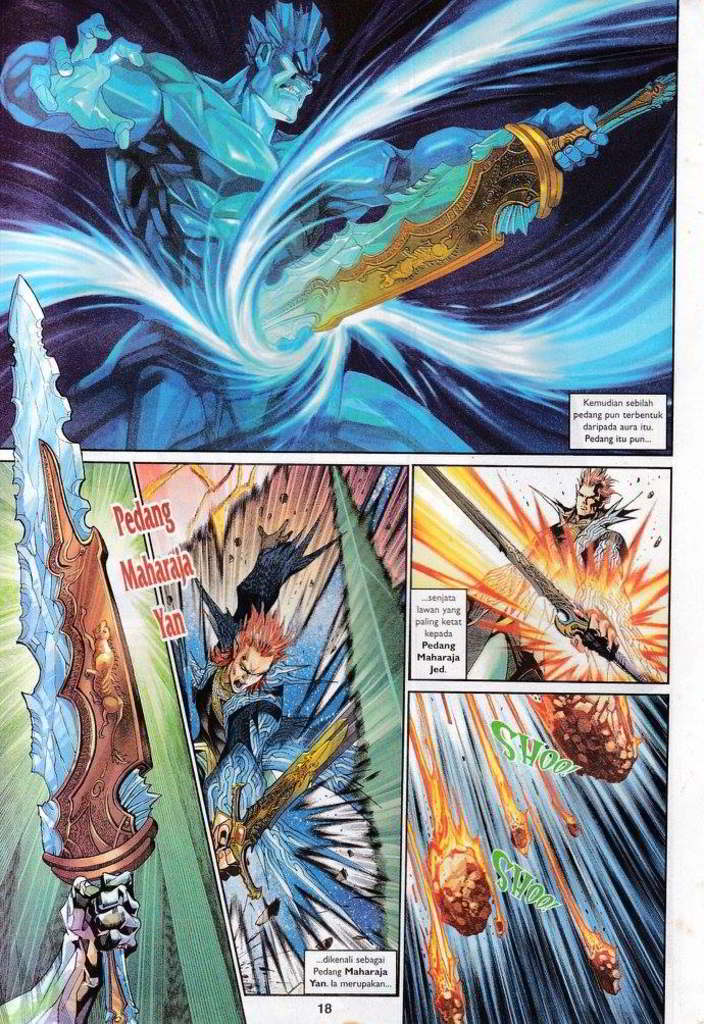 Kemudian sebilah
pedang pun terbentuk
daripada aura itu.
Pedang itu pun...
Pedang
Maharaja
Yan
...dikenali sebagai
Pedang Maharaja
Yan. Ia merupakan...
...senjata
lawan yang
paling ketat
kepada
Pedang
Maharaja
Jed.
SHOO
SHOO
18